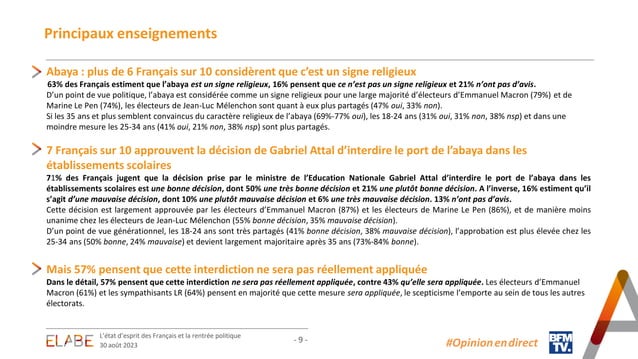 Principaux enseignements
Abaya : plus de 6 Français sur 10 considèrent que c’est un signe religieux
63% des Français estiment que l’abaya est un signe religieux, 16% pensent que ce n’est pas un signe religieux et 21% n’ont pas d’avis.
D’un point de vue politique, l’abaya est considérée comme un signe religieux pour une large majorité d’électeurs d’Emmanuel Macron (79%) et de
Marine Le Pen (74%), les électeurs de Jean-Luc Mélenchon sont quant à eux plus partagés (47% oui, 33% non).
Si les 35 ans et plus semblent convaincus du caractère religieux de l’abaya (69%-77% oui), les 18-24 ans (31% oui, 31% non, 38% nsp) et dans une
moindre mesure les 25-34 ans (41% oui, 21% non, 38% nsp) sont plus partagés.
7 Français sur 10 approuvent la décision de Gabriel Attal d’interdire le port de l’abaya dans les
établissements scolaires
71% des Français jugent que la décision prise par le ministre de l’Education Nationale Gabriel Attal d’interdire le port de l’abaya dans les
établissements scolaires est une bonne décision, dont 50% une très bonne décision et 21% une plutôt bonne décision. A l’inverse, 16% estiment qu’il
s’agit d’une mauvaise décision, dont 10% une plutôt mauvaise décision et 6% une très mauvaise décision. 13% n’ont pas d’avis.
Cette décision est largement approuvée par les électeurs d’Emmanuel Macron (87%) et les électeurs de Marine Le Pen (86%), et de manière moins
unanime chez les électeurs de Jean-Luc Mélenchon (55% bonne décision, 35% mauvaise décision).
D’un point de vue générationnel, les 18-24 ans sont très partagés (41% bonne décision, 38% mauvaise décision), l’approbation est plus élevée chez les
25-34 ans (50% bonne, 24% mauvaise) et devient largement majoritaire après 35 ans (73%-84% bonne).
Mais 57% pensent que cette interdiction ne sera pas réellement appliquée
Dans le détail, 57% pensent que cette interdiction ne sera pas réellement appliquée, contre 43% qu’elle sera appliquée. Les électeurs d’Emmanuel
Macron (61%) et les sympathisants LR (64%) pensent en majorité que cette mesure sera appliquée, le scepticisme l’emporte au sein de tous les autres
électorats.
ELABE
L’état d’esprit des Français et la rentrée politique
30 août 2023
- 9 -
#Opinion en direct
BFM
TV.